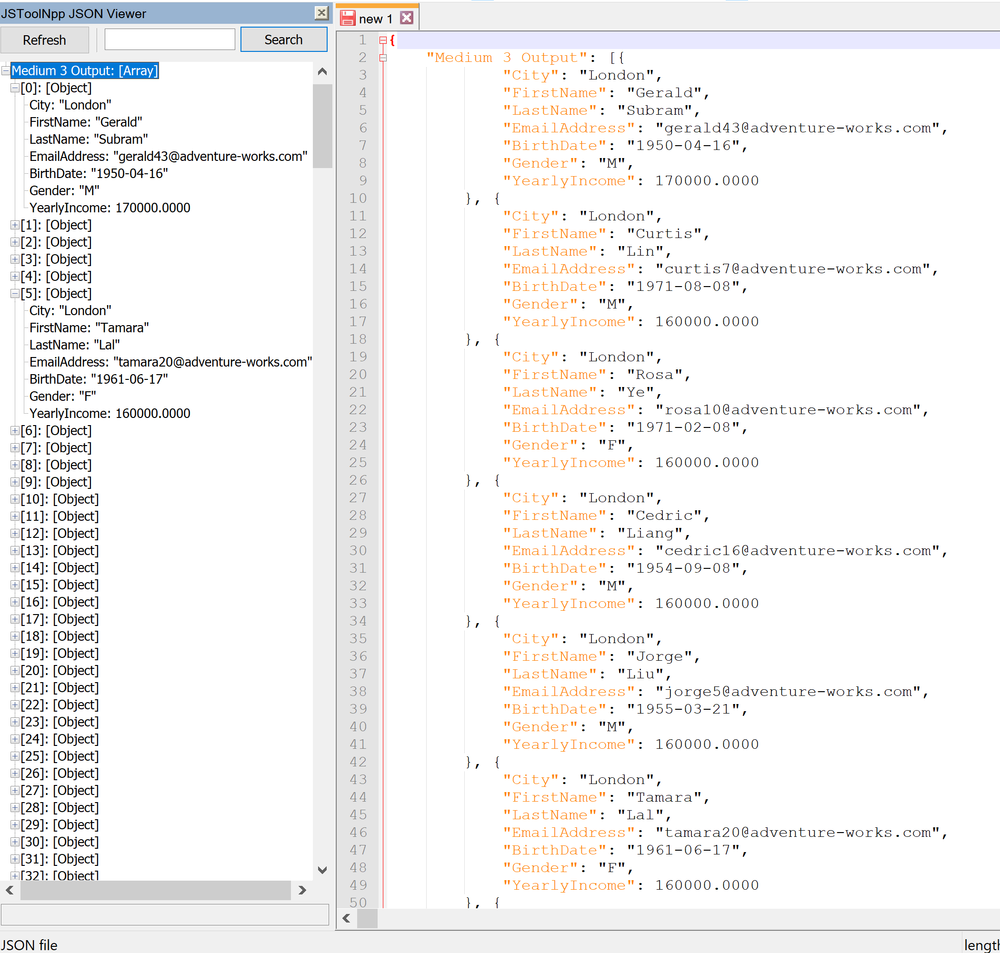 JSToolNpp JSON Viewer
Refresh
Search
Medium 3 Output: [Array]
[0]: [Object]
City: "London"
FirstName: "Gerald"
LastName: "Subram"
EmailAddress: "gerald43@adventure-works.com"
BirthDate: "1950-04-16"
Gender: "M"
YearlyIncome: 170000.0000
[1]: [Object]
[2]: [Object]
[3]: [Object]
[4]: [Object]
[5]: [Object]
City: "London"
FirstName: "Tamara"
LastName: "Lal"
EmailAddress: "tamara20@adventure-works.com"
BirthDate: "1961-06-17"
Gender: "F"
YearlyIncome: 160000.0000
[6]: [Object]
[7]: [Object]
[8]: [Object]
[9]: [Object]
[10]: [Object]
[11]: [Object]
[12]: [Object]
[13]: [Object]
[14]: [Object]
[15]: [Object]
[16]: [Object]
[17]: [Object]
[18]: [Object]
[19]: [Object]
[20]: [Object]
[21]: [Object]
[22]: [Object]
[23]: [Object]
[24]: [Object]
[25]: [Object]
[26]: [Object]
[27]: [Object]
[28]: [Object]
[29]: [Object]
[30]: [Object]
[31]: [Object]
[32]: [Object]
new 1
1 {
2 "Medium 3 Output": [{
3 "City": "London",
4 "FirstName": "Gerald",
5 "LastName": "Subram",
6 "EmailAddress": "gerald43@adventure-works.com",
7 "BirthDate": "1950-04-16",
8 "Gender": "M",
9 "YearlyIncome": 170000.0000
10 }, {
11 "City": "London",
12 "FirstName": "Curtis",
13 "LastName": "Lin",
14 "EmailAddress": "curtis7@adventure-works.com",
15 "BirthDate": "1971-08-08",
16 "Gender": "M",
17 "YearlyIncome": 160000.0000
18 }, {
19 "City": "London",
20 "FirstName": "Rosa",
21 "LastName": "Ye",
22 "EmailAddress": "rosa10@adventure-works.com",
23 "BirthDate": "1971-02-08",
24 "Gender": "F",
25 "YearlyIncome": 160000.0000
26 }, {
27 "City": "London",
28 "FirstName": "Cedric",
29 "LastName": "Liang",
30 "EmailAddress": "cedric16@adventure-works.com",
31 "BirthDate": "1954-09-08",
32 "Gender": "M",
33 "YearlyIncome": 160000.0000
34 }, {
35 "City": "London",
36 "FirstName": "Jorge",
37 "LastName": "Liu",
38 "EmailAddress": "jorge5@adventure-works.com",
39 "BirthDate": "1955-03-21",
40 "Gender": "M",
41 "YearlyIncome": 160000.0000
42 }, {
43 "City": "London",
44 "FirstName": "Tamara",
45 "LastName": "Lal",
46 "EmailAddress": "tamara20@adventure-works.com",
47 "BirthDate": "1961-06-17",
48 "Gender": "F",
49 "YearlyIncome": 160000.0000
50 }, {
JSON file
length